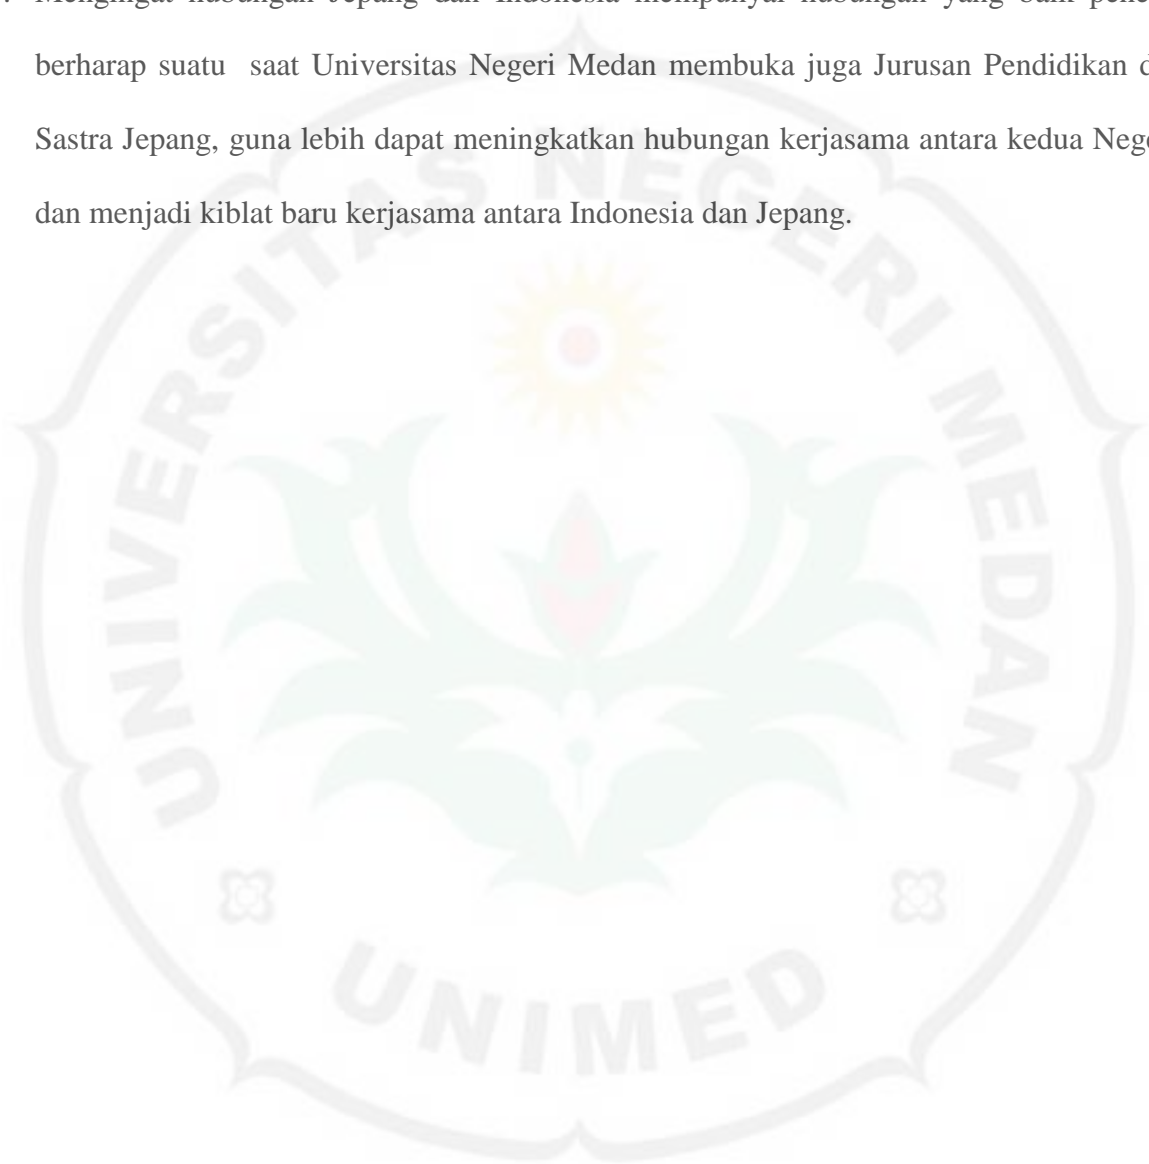 berharap suatu saat Universitas Negeri Medan membuka juga Jurusan Pendidikan
Sastra Jepang, guna lebih dapat meningkatkan hubungan kerjasama antara kedua
dan menjadi kiblat baru kerjasama antara Indonesia dan Jepang.
UNIVERSITAS NEGERI MEDAN
UNIMED